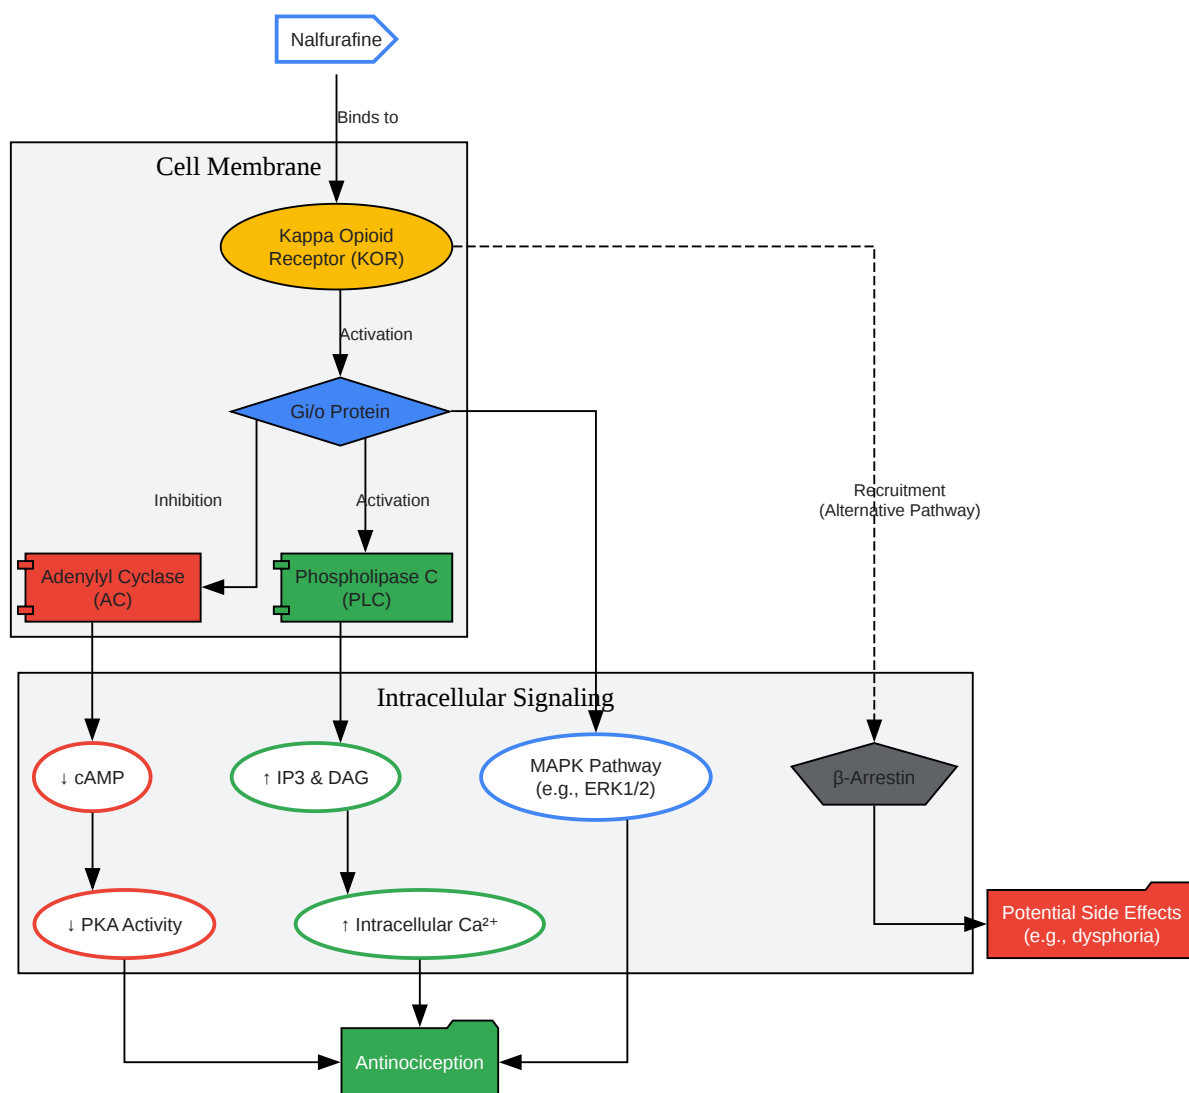 Nalfurafine
Binds to
Cell Membrane
Kappa Opioid
Receptor (KOR)
Activation
Gi/o Protein
Inhibition
Activation
Recruitment
(Alternative Pathway)
Adenylyl Cyclase
(AC)
Phospholipase C
(PLC)
Intracellular Signaling
↓ cAMP
↑ IP3 & DAG
MAPK Pathway
(e.g., ERK1/2)
β-Arrestin
↓ PKA Activity
↑ Intracellular Ca²⁺
Potential Side Effects
(e.g., dysphoria)
Antinociception